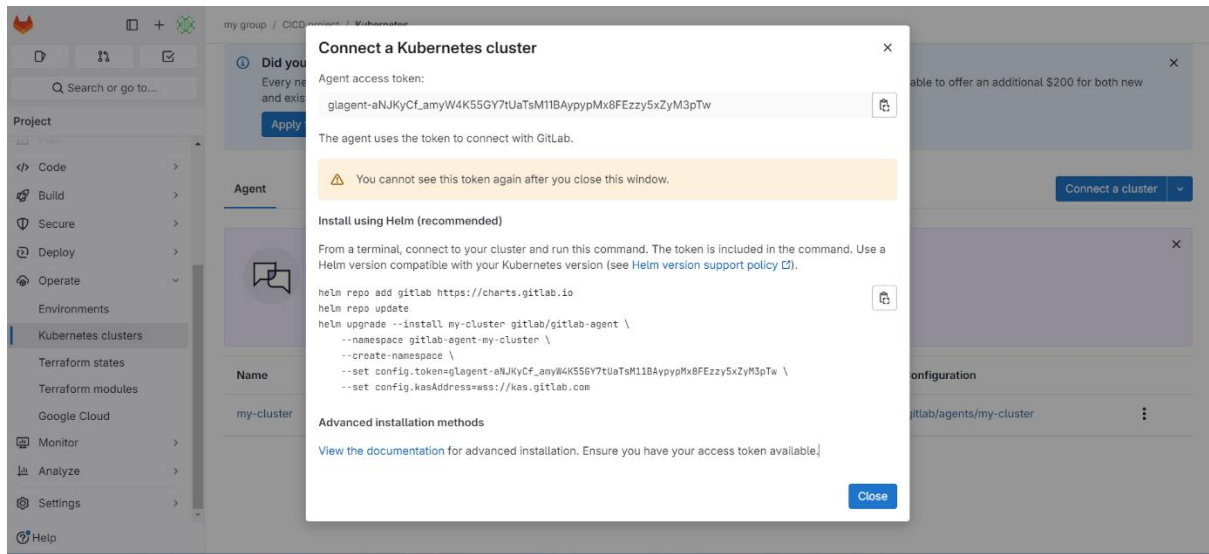 my group / CICD project / Kubernetes
Search or go to...
Project
Code
Build
Secure
Deploy
Operate
Environments
Kubernetes clusters
Terraform states
Terraform modules
Google Cloud
Monitor
Analyze
Settings
Help
Did you
Every ne
and exis
Apply
able to offer an additional $200 for both new
Agent
Connect a cluster
Name
my-cluster
onfiguration
gitlab/agents/my-cluster
Connect a Kubernetes cluster
Agent access token:
glagent-aNJKyCf_amyW4K55GY7tUaTsM11BAypypMx8FEzzy5xZyM3pTw
The agent uses the token to connect with GitLab.
You cannot see this token again after you close this window.
Install using Helm (recommended)
From a terminal, connect to your cluster and run this command. The token is included in the command. Use a
Helm version compatible with your Kubernetes version (see Helm version support policy).
helm repo add gitlab https://charts.gitlab.io
helm repo update
helm upgrade --install my-cluster gitlab/gitlab-agent \
--namespace gitlab-agent-my-cluster \
--create-namespace \
--set config.token=glagent-aNJKyCf_amyW4K55GY7tUaTsM11BAypypMx8FEzzy5xZyM3pTw \
--set config.kasAddress=wss://kas.gitlab.com
Advanced installation methods
View the documentation for advanced installation. Ensure you have your access token available.
Close